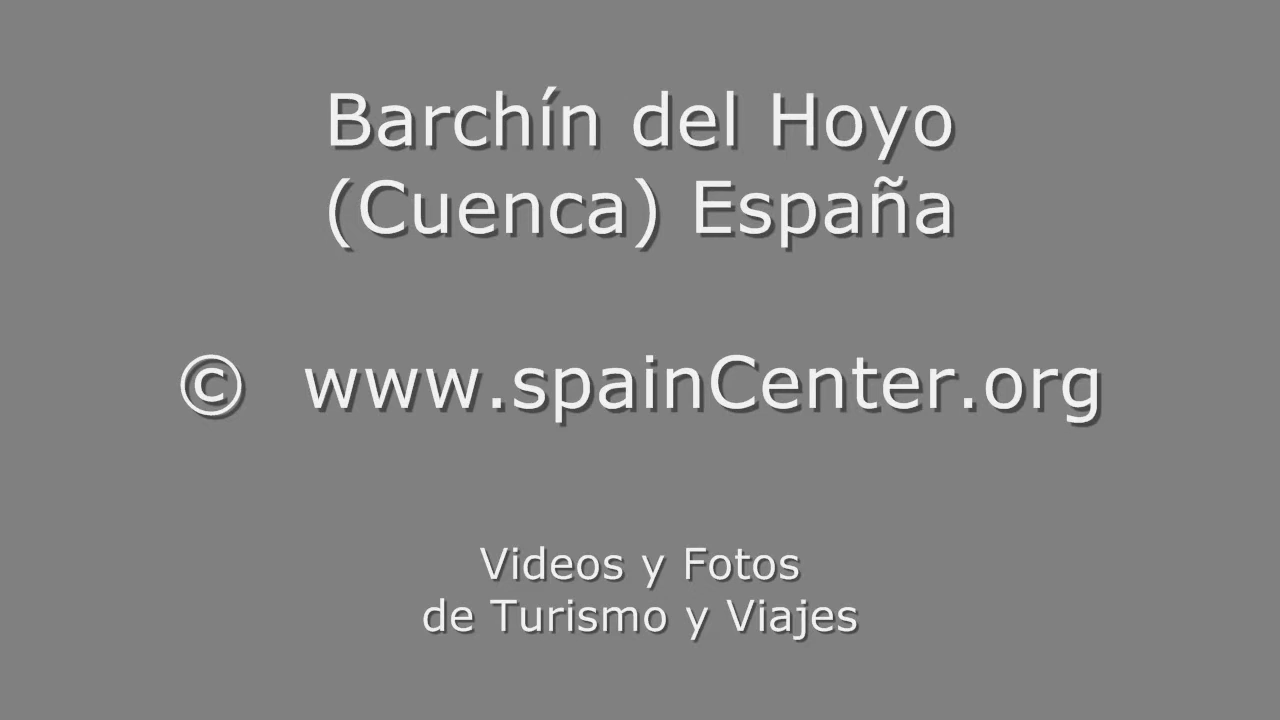 Barchín del Hoyo
(Cuenca) España
© www.spainCenter.org
Videos y Fotos
de Turismo y Viajes